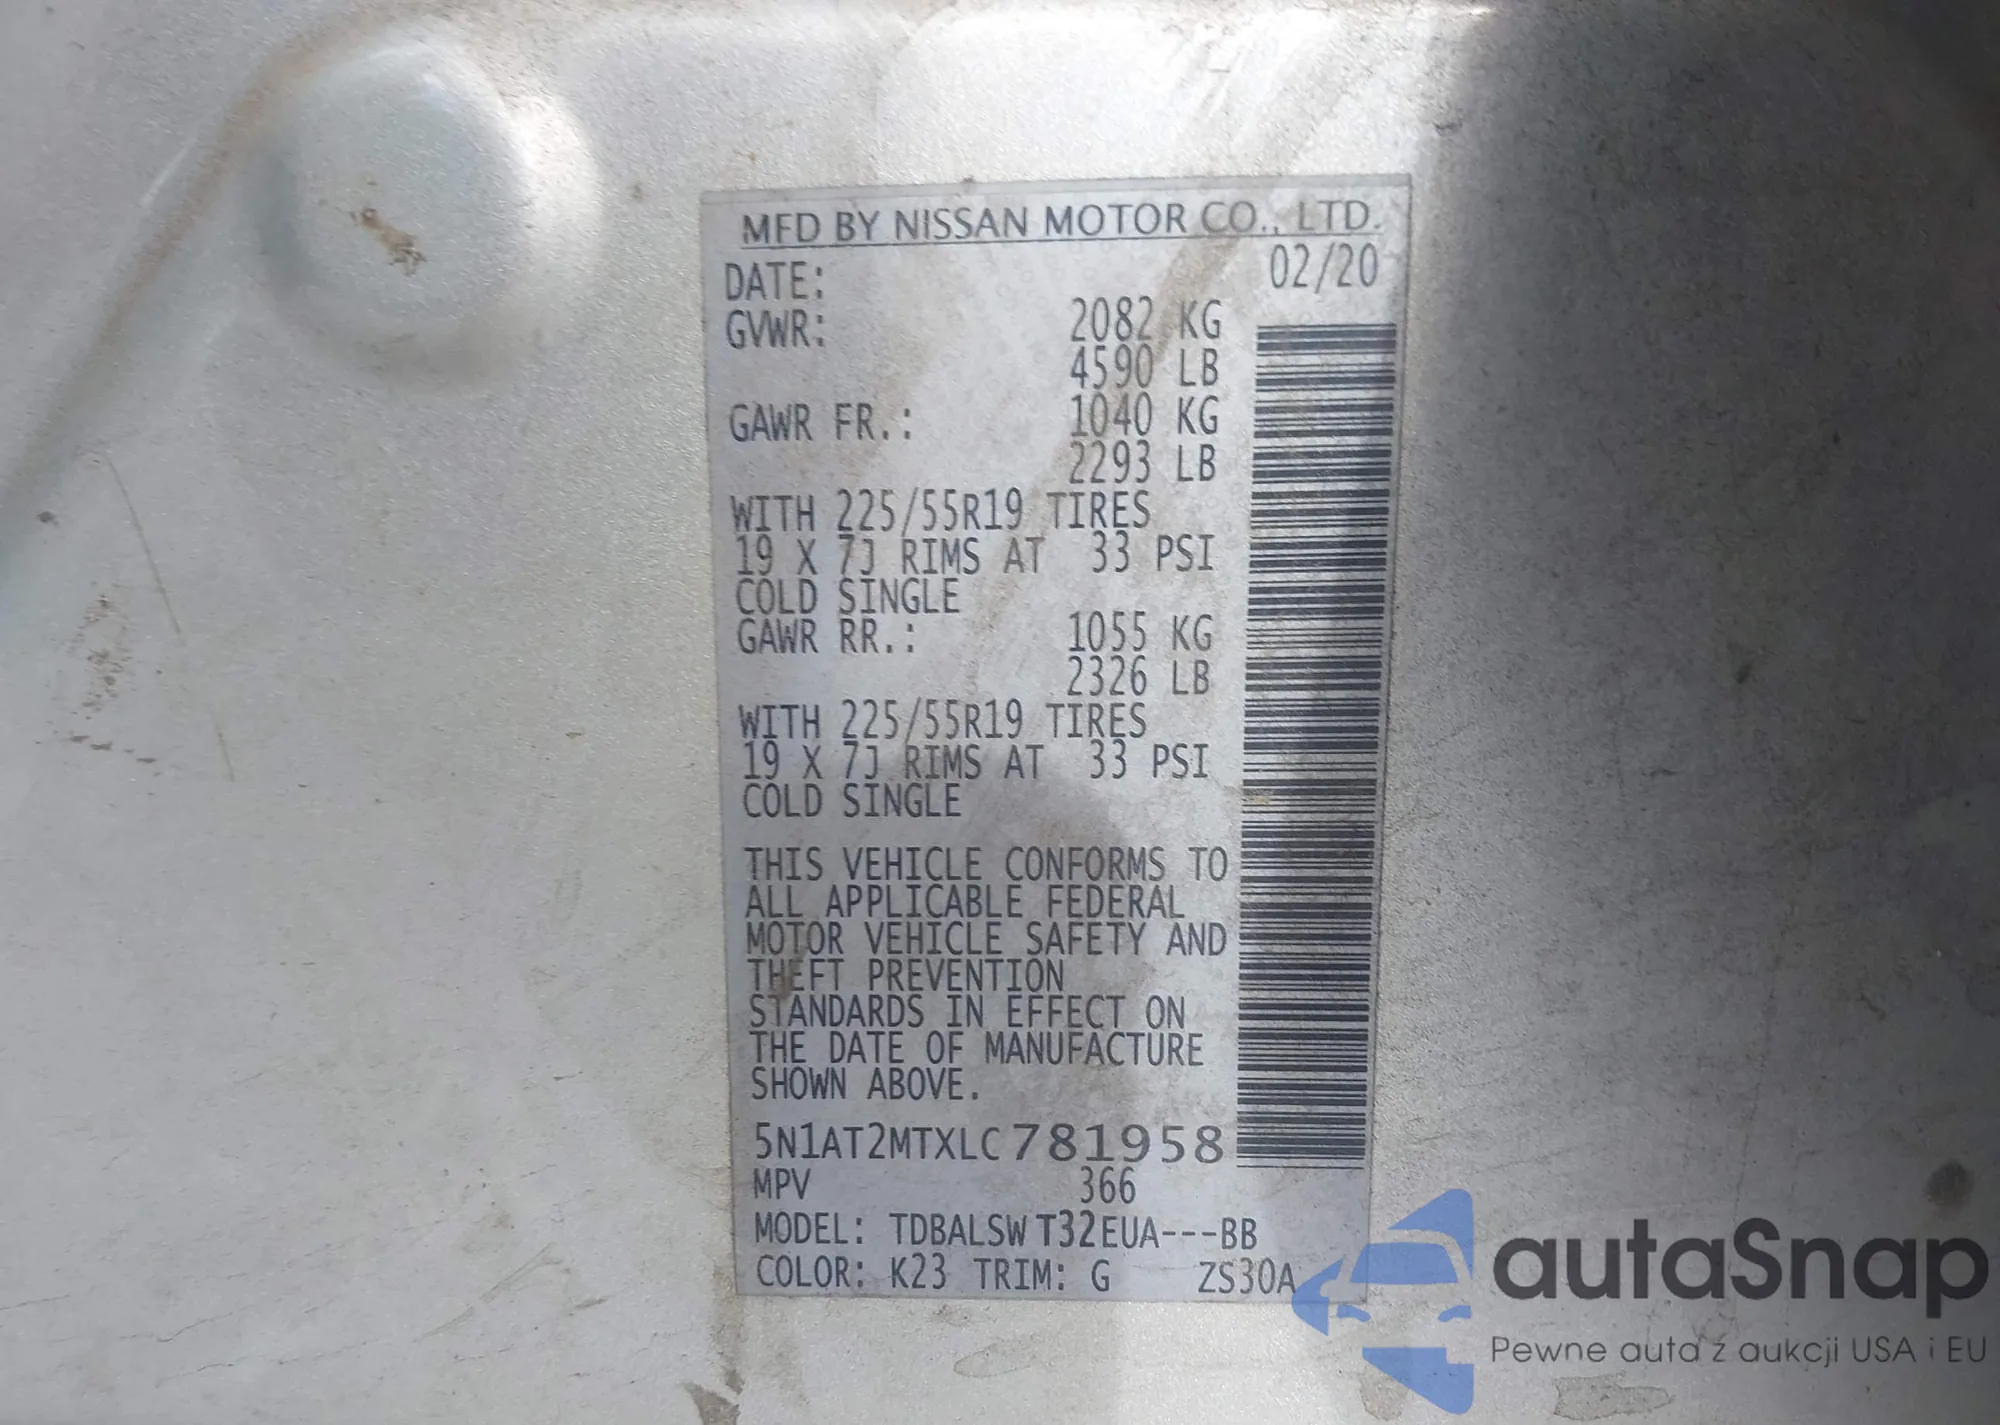 MFD BY NISSAN MOTOR CO., LTD.
DATE: 02/20
GVWR: 2082 KG
4590 LB
GAWR FR.: 1040 KG
2293 LB
WITH 225/55R19 TIRES
19 X 7J RIMS AT 33 PSI
COLD SINGLE
GAWR RR.: 1055 KG
2326 LB
WITH 225/55R19 TIRES
19 X 7J RIMS AT 33 PSI
COLD SINGLE
THIS VEHICLE CONFORMS TO
ALL APPLICABLE FEDERAL
MOTOR VEHICLE SAFETY AND
THEFT PREVENTION
STANDARDS IN EFFECT ON
THE DATE OF MANUFACTURE
SHOWN ABOVE.
5N1AT2MTXLC781958
MPV 366
MODEL: TDBALSW T32EUA---BB
COLOR: K23 TRIM: G ZS30A
autaSnap
Pewne auta z aukcji USA i EU